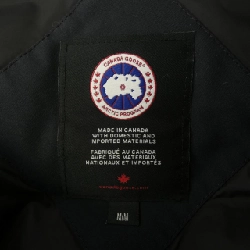 CANADA GOOSE
ARCTIC PROGRAM
MADE IN CANADA
WITH DOMESTIC AND
IMPORTED MATERIALS
FABRIQUÉ AU CANADA
AVEC DES MATÉRIAUX
NATIONAUX ET IMPORTÉS